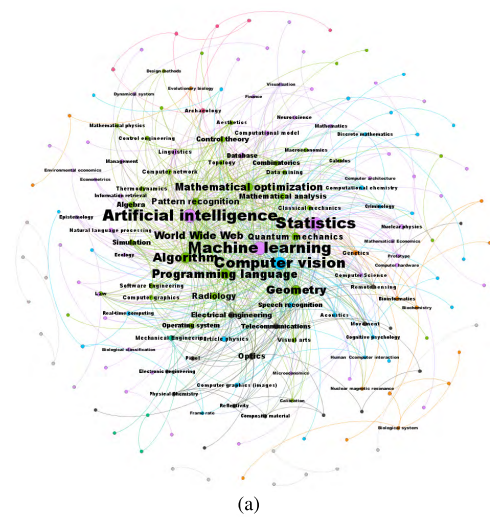 Design methods
Dynamical system
Evolutionary biology
Visualization
Finance
Archaeology
Neuroscience
Aesthetics
Mathematical physics
Mathematics
Computational model
Discrete mathematics
Control engineering
Control theory
Linguistics
Macroeconomics
Database
Management
Topology
Combinatorics
Calculus
Environmental economics
Computer network
Data mining
Econometrics
Computer architecture
Thermodynamics
Mathematical optimization
Computational chemistry
Information retrieval
Mathematical analysis
Algebra
Pattern recognition
Classical mechanics
Criminology
Epistemology
Artificial intelligence
Statistics
Nuclear physics
Natural language processing
World Wide Web
Quantum mechanics
Simulation
Mathematical Economics
Machine learning
Ecology
Genetics
Prototype
Algorithm
Computer vision
Computer hardware
Programming language
Computer Science
Software Engineering
Geometry
Remote sensing
Law
Computer graphics
Radiology
Bioinformatics
Speech recognition
Biochemistry
Real-time computing
Electrical engineering
Acoustics
Operating system
Telecommunications
Movement
Mechanical Engineering
Particle physics
Visual arts
Cognitive psychology
Biological classification
Optics
Human Computer interaction
Electronic Engineering
Microeconomics
Computer graphics (images)
Nuclear magnetic resonance
Physical Chemistry
Calibration
Reflectivity
Frame rate
Composite material
Biological system
(a)